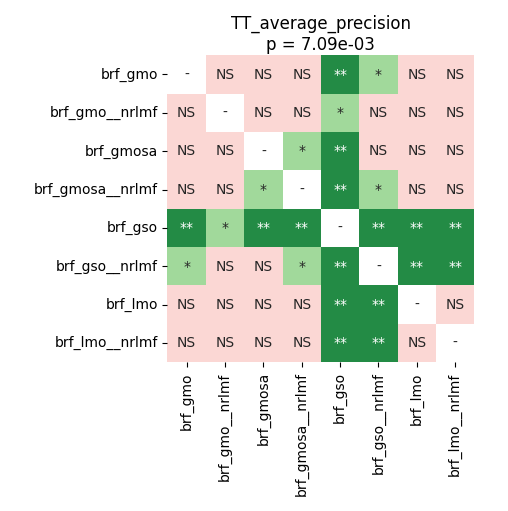 TT_average_precision
p = 7.09e-03
brf_gmo - NS NS NS ** * NS NS
brf_gmo__nrlmf NS - NS NS * NS NS NS
brf_gmosa NS NS - * ** NS NS NS
brf_gmosa__nrlmf NS NS * - ** * NS NS
brf_gso ** * ** ** - ** ** **
brf_gso__nrlmf * NS NS * ** - ** **
brf_lmo NS NS NS NS ** ** - NS
brf_lmo__nrlmf NS NS NS NS ** ** NS -
brf_gmo
brf_gmo__nrlmf
brf_gmosa
brf_gmosa__nrlmf
brf_gso
brf_gso__nrlmf
brf_lmo
brf_lmo__nrlmf